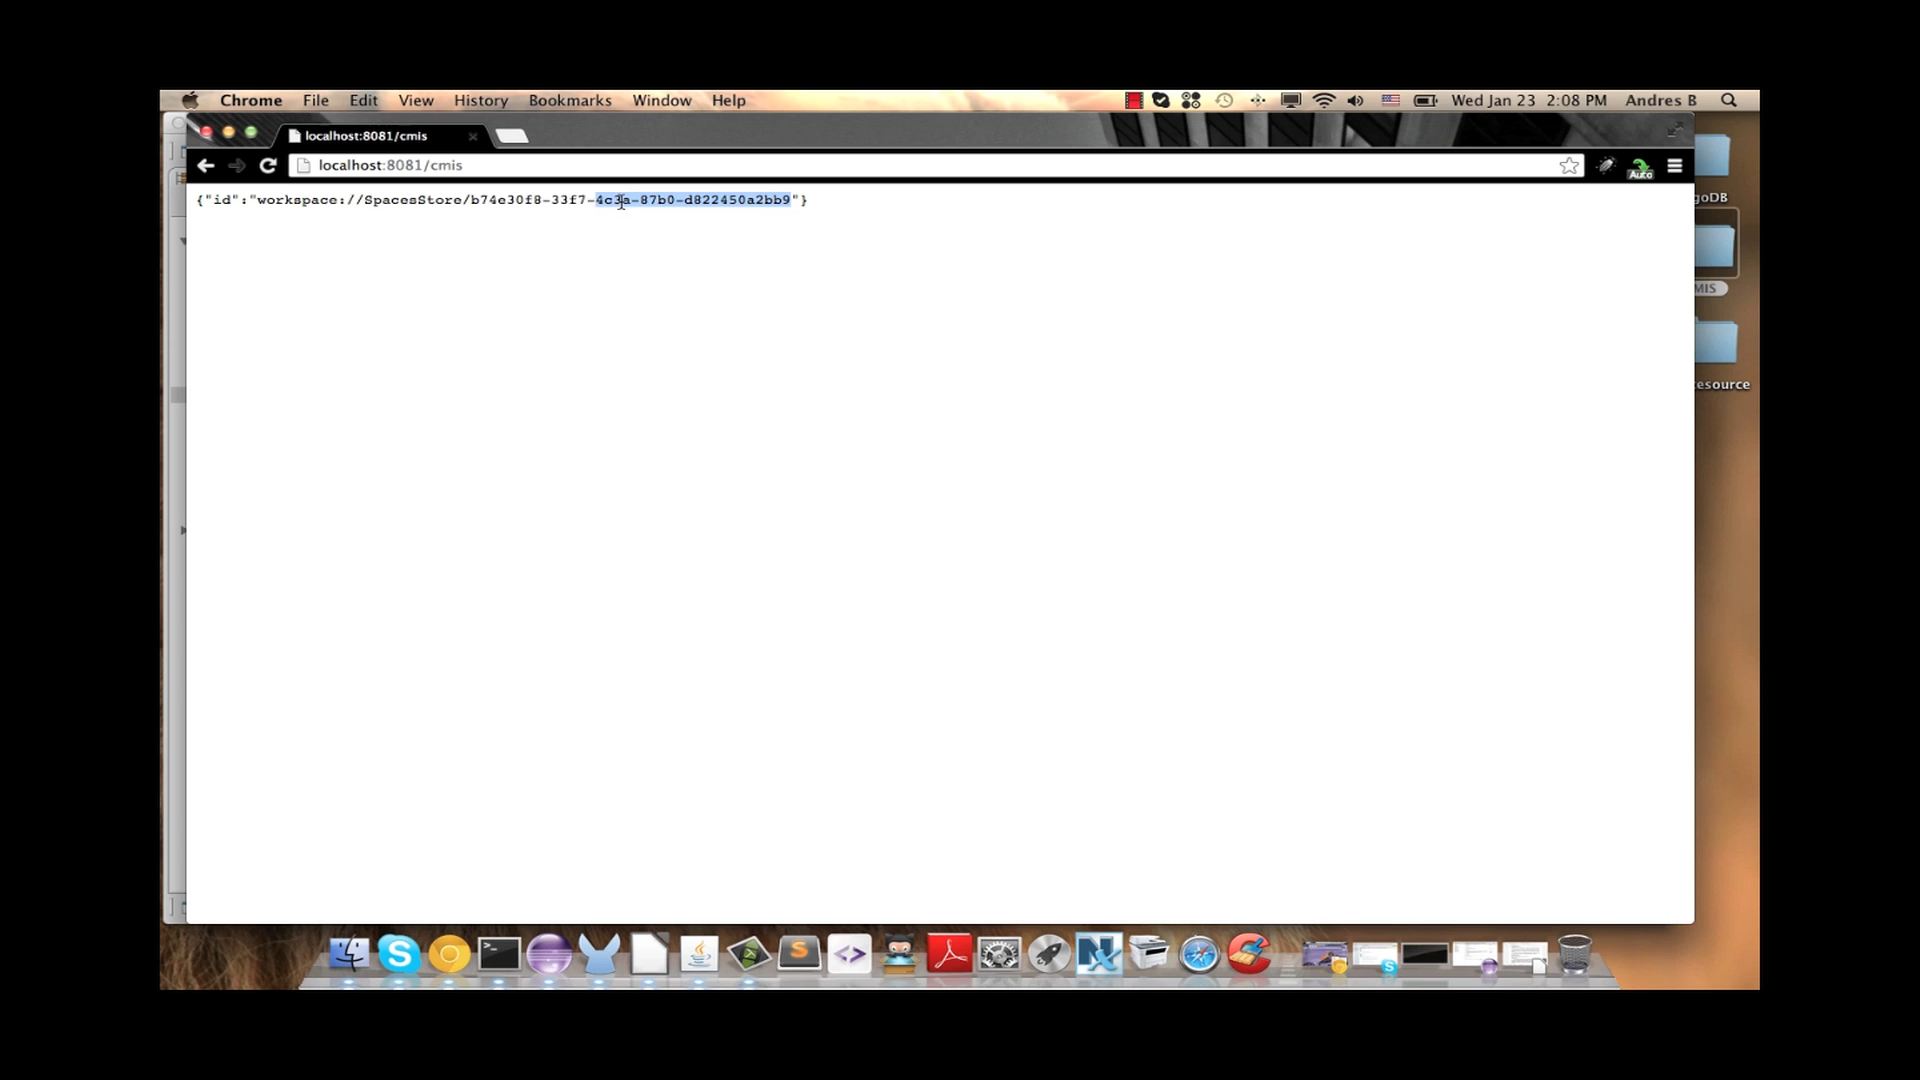 Chrome File Edit View History Bookmarks Window Help Wed Jan 23 2:08 PM Andres B
localhost:8081/cmis
localhost:8081/cmis
Auto
{"id":"workspace://SpacesStore/b74e30f8-33f7-4c3a-87b0-d822450a2bb9"}
goDB
MIS
esource